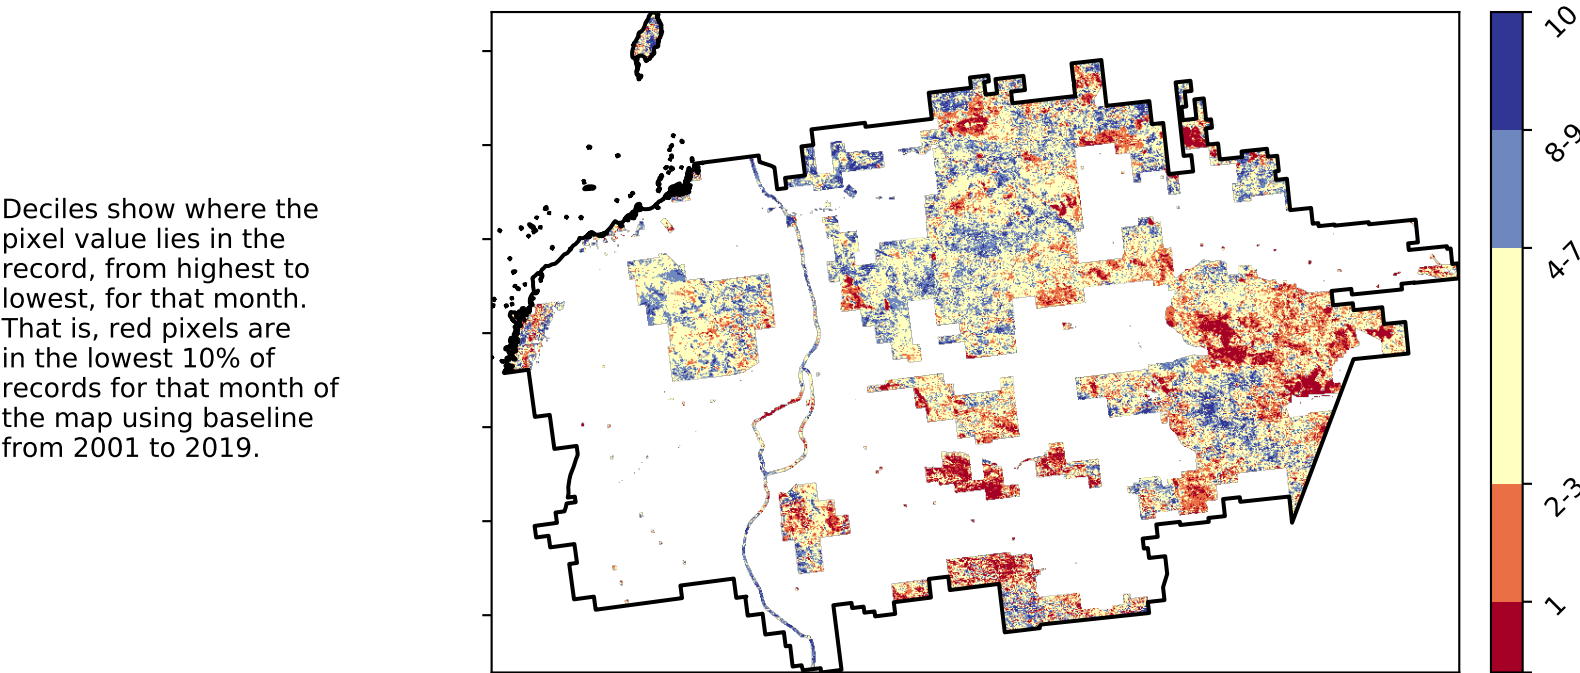 Deciles show where the
pixel value lies in the
record, from highest to
lowest, for that month.
That is, red pixels are
in the lowest 10% of
records for that month of
the map using baseline
from 2001 to 2019.
10
8-9
4-7
2-3
1